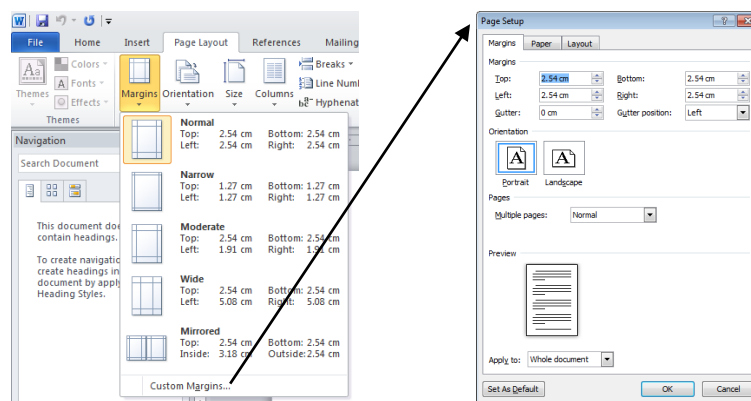 W
File Home Insert Page Layout References Mailing
Aa Colors Fonts Effects Themes
Margins Orientation Size Columns
Breaks
Line Num
Hyphenat
Themes
Navigation
Search Document
This document doe
contain headings.
To create navigatio
create headings in
document by apply
Heading Styles.
Normal
Top: 2.54 cm Bottom: 2.54 cm
Left: 2.54 cm Right: 2.54 cm
Narrow
Top: 1.27 cm Bottom: 1.27 cm
Left: 1.27 cm Right: 1.27 cm
Moderate
Top: 2.54 cm Bottom: 2.54 cm
Left: 1.91 cm Right: 1.91 cm
Wide
Top: 2.54 cm Bottom: 2.54 cm
Left: 5.08 cm Right: 5.08 cm
Mirrored
Top: 2.54 cm Bottom: 2.54 cm
Inside: 3.18 cm Outside: 2.54 cm
Custom Margins...
Page Setup
Margins Paper Layout
Margins
Top: 2.54 cm Bottom: 2.54 cm
Left: 2.54 cm Right: 2.54 cm
Gutter: 0 cm Gutter position: Left
Orientation
A A
Portrait Landscape
Pages
Multiple pages: Normal
Preview
Apply to: Whole document
Set As Default OK Cancel